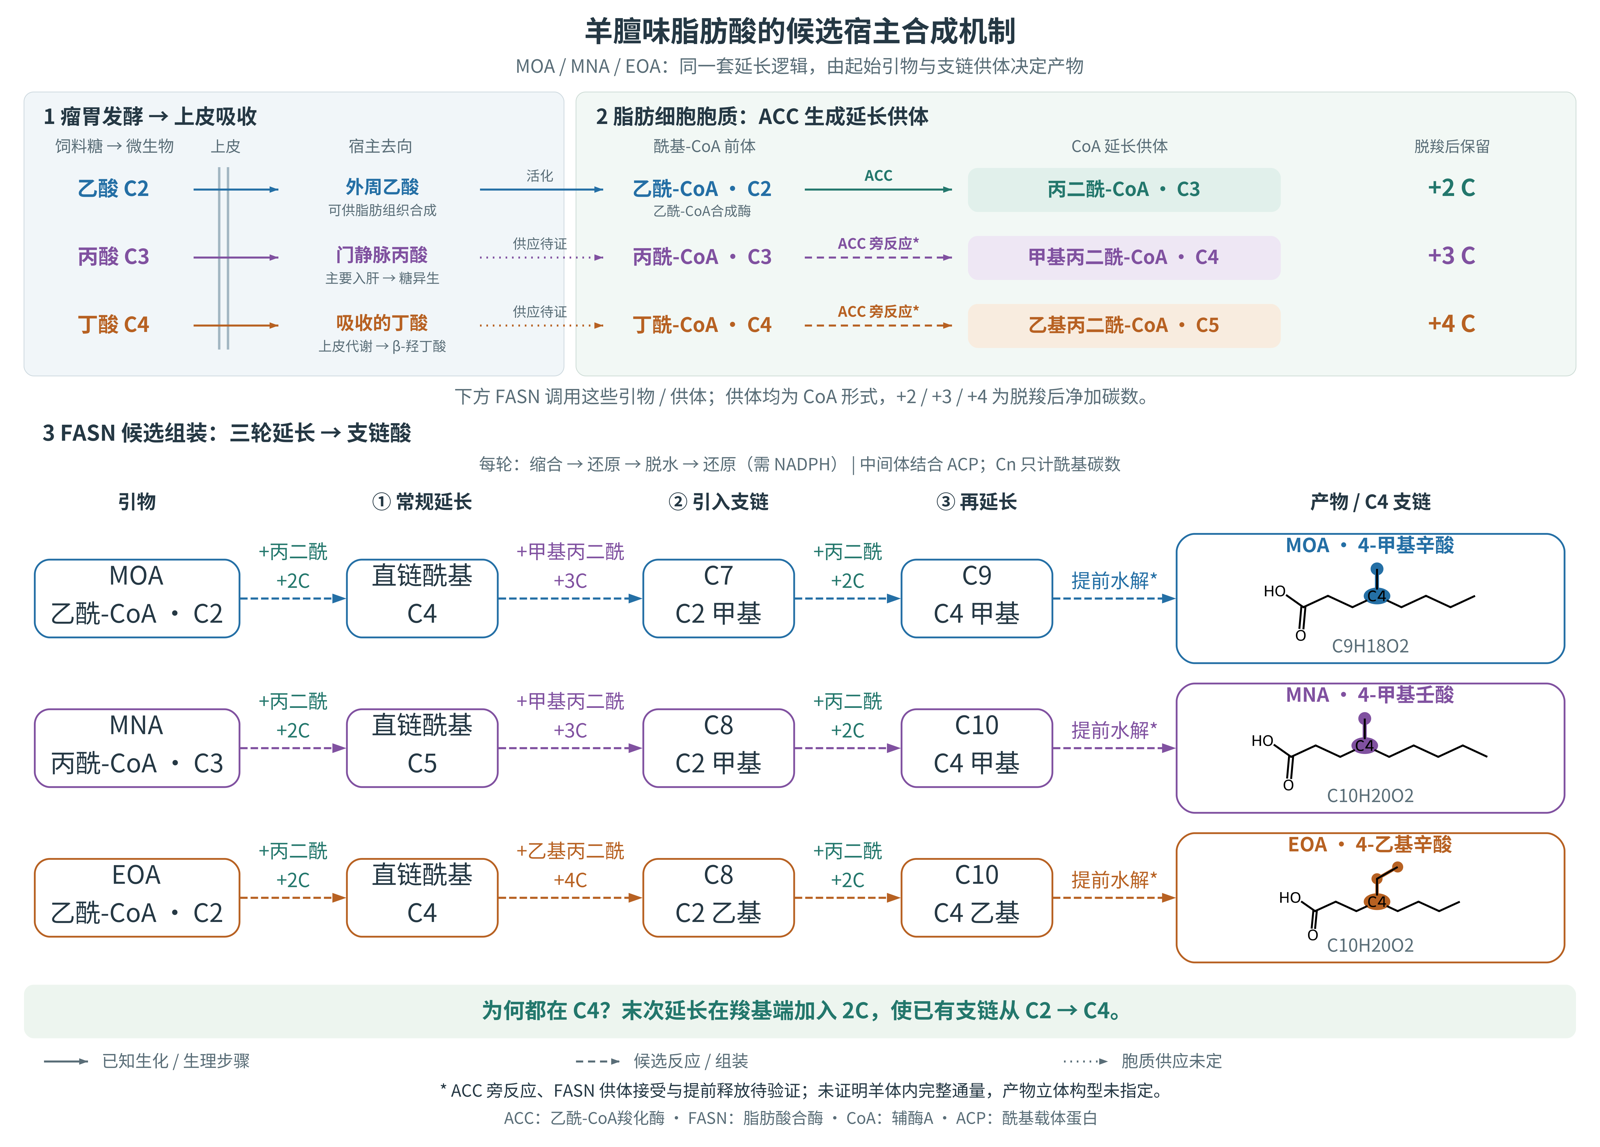 羊膻味脂肪酸的候选宿主合成机制
MOA / MNA / EOA：同一套延长逻辑，由起始引物与支链供体决定产物
1 瘤胃发酵 → 上皮吸收
饲料糖 → 微生物
上皮
宿主去向
乙酸 C2
外周乙酸
可供脂肪组织合成
活化
丙酸 C3
门静脉丙酸
主要入肝 → 糖异生
供应待证
丁酸 C4
吸收的丁酸
上皮代谢 → β-羟丁酸
供应待证
2 脂肪细胞胞质：ACC 生成延长供体
酰基-CoA 前体
CoA 延长供体
脱羧后保留
乙酰-CoA · C2
乙酰-CoA合成酶
ACC
丙二酰-CoA · C3
+2 C
丙酰-CoA · C3
ACC 旁反应*
甲基丙二酰-CoA · C4
+3 C
丁酰-CoA · C4
ACC 旁反应*
乙基丙二酰-CoA · C5
+4 C
下方 FASN 调用这些引物 / 供体；供体均为 CoA 形式，+2 / +3 / +4 为脱羧后净加碳数。
3 FASN 候选组装：三轮延长 → 支链酸
每轮：缩合 → 还原 → 脱水 → 还原（需 NADPH） | 中间体结合 ACP；Cn 只计酰基碳数
引物
① 常规延长
② 引入支链
③ 再延长
产物 / C4 支链
MOA
乙酰-CoA · C2
+丙二酰
+2C
直链酰基
C4
+甲基丙二酰
+3C
C7
C2 甲基
+丙二酰
+2C
C9
C4 甲基
提前水解*
MOA · 4-甲基辛酸
HO
O
C4
C9H18O2
MNA
丙酰-CoA · C3
+丙二酰
+2C
直链酰基
C5
+甲基丙二酰
+3C
C8
C2 甲基
+丙二酰
+2C
C10
C4 甲基
提前水解*
MNA · 4-甲基壬酸
HO
O
C4
C10H20O2
EOA
乙酰-CoA · C2
+丙二酰
+2C
直链酰基
C4
+乙基丙二酰
+4C
C8
C2 乙基
+丙二酰
+2C
C10
C4 乙基
提前水解*
EOA · 4-乙基辛酸
HO
O
C4
C10H20O2
为何都在 C4？末次延长在羧基端加入 2C，使已有支链从 C2 → C4。
已知生化 / 生理步骤
候选反应 / 组装
胞质供应未定
* ACC 旁反应、FASN 供体接受与提前释放待验证；未证明羊体内完整通量，产物立体构型未指定。
ACC：乙酰-CoA羧化酶 · FASN：脂肪酸合酶 · CoA：辅酶A · ACP：酰基载体蛋白